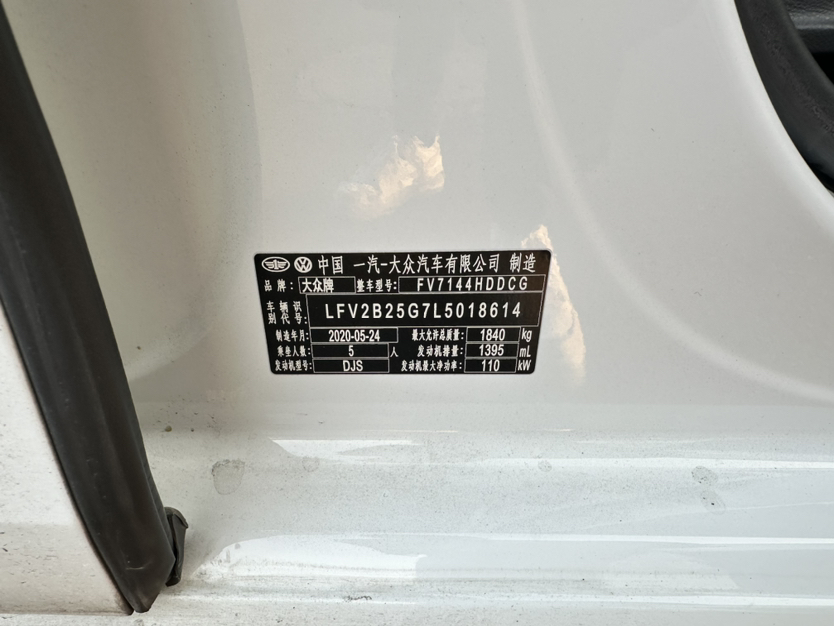 中国 一汽-大众汽车有限公司 制造
品牌: 大众牌 整车型号: FV7144HDDCG
车辆识别代号: LFV2B25G7L5018614
制造年月: 2020-05-24 最大允许总质量: 1840 kg
乘坐人数: 5 人 发动机排量: 1395 mL
发动机型号: DJS 发动机最大净功率: 110 kW